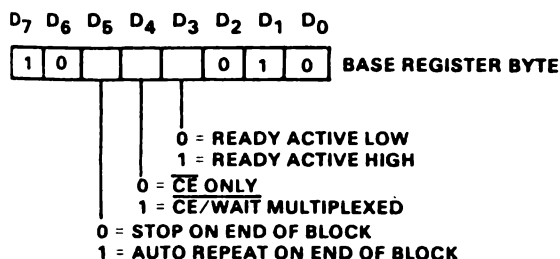 D7 D6 D5 D4 D3 D2 D1 D0
1 0 0 1 0 BASE REGISTER BYTE
0 = READY ACTIVE LOW
1 = READY ACTIVE HIGH
0 = CE ONLY
1 = CE/WAIT MULTIPLEXED
0 = STOP ON END OF BLOCK
1 = AUTO REPEAT ON END OF BLOCK